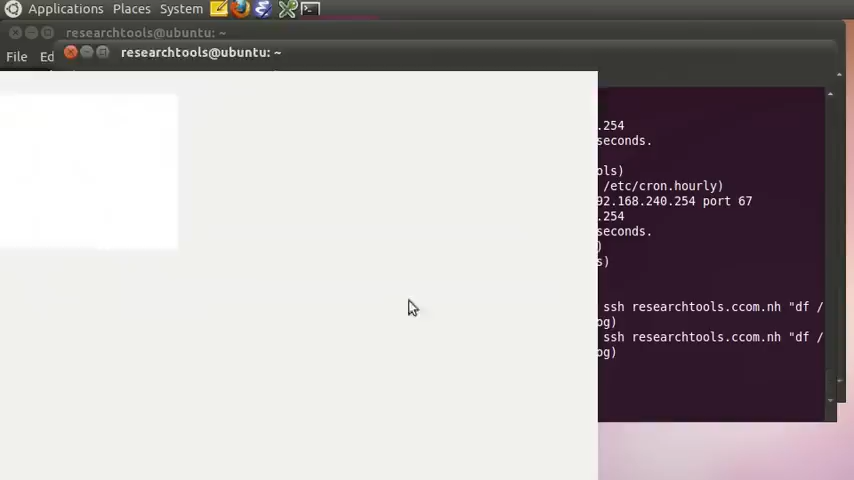 Applications Places System
researchtools@ubuntu: ~
File Ed
researchtools@ubuntu: ~
.254
seconds.
ols)
/etc/cron.hourly)
92.168.240.254 port 67
.254
seconds.
)
s)
ssh researchtools.ccom.nh "df /
og)
ssh researchtools.ccom.nh "df /
og)